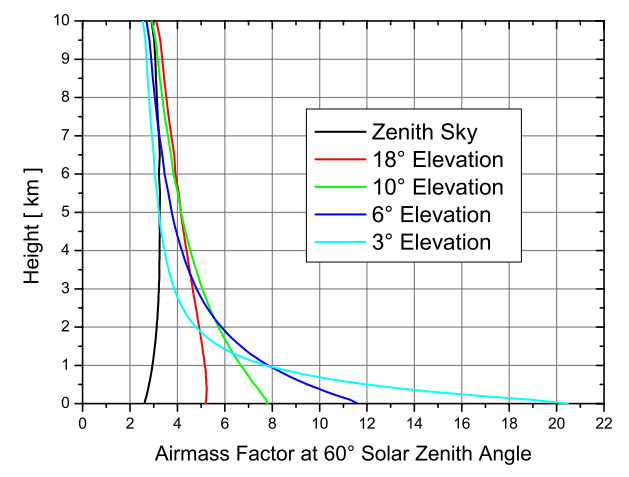 10
9
8
7
6
5
4
3
2
1
0
Height [ km ]
Zenith Sky
18° Elevation
10° Elevation
6° Elevation
3° Elevation
0 2 4 6 8 10 12 14 16 18 20 22
Airmass Factor at 60° Solar Zenith Angle